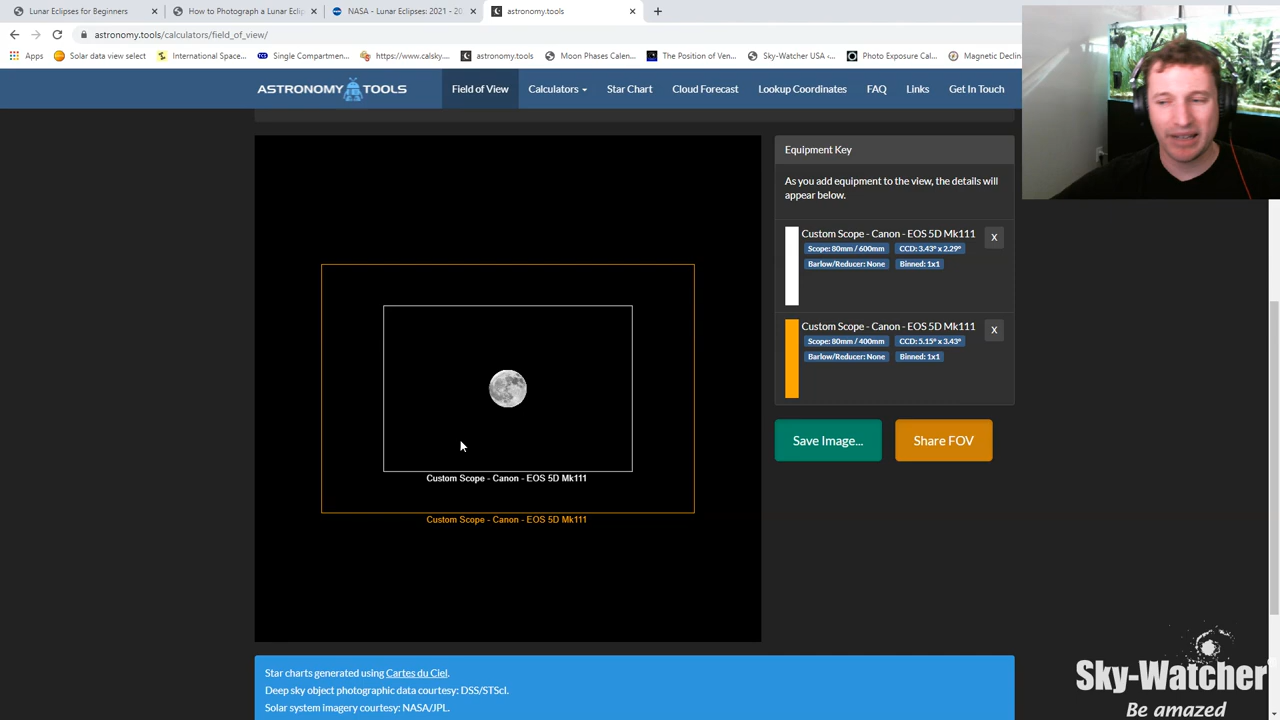 Lunar Eclipses for Beginners
How to Photograph a Lunar Eclip
NASA - Lunar Eclipses: 2021 - 20
astronomy.tools
astronomy.tools/calculators/field_of_view/
Apps
Solar data view select
International Space...
Single Compartmen...
https://www.calsky....
astronomy.tools
Moon Phases Calen...
The Position of Ven...
Sky-Watcher USA ‹...
Photo Exposure Cal...
Magnetic Declin
ASTRONOMY TOOLS
Field of View
Calculators
Star Chart
Cloud Forecast
Lookup Coordinates
FAQ
Links
Get In Touch
Custom Scope - Canon - EOS 5D Mk111
Custom Scope - Canon - EOS 5D Mk111
Equipment Key
As you add equipment to the view, the details will
appear below.
Custom Scope - Canon - EOS 5D Mk111
X
Scope: 80mm / 600mm CCD: 3.43° x 2.29°
Barlow/Reducer: None Binned: 1x1
Custom Scope - Canon - EOS 5D Mk111
X
Scope: 80mm / 400mm CCD: 5.15° x 3.43°
Barlow/Reducer: None Binned: 1x1
Save Image...
Share FOV
Star charts generated using Cartes du Ciel.
Deep sky object photographic data courtesy: DSS/STScI.
Solar system imagery courtesy: NASA/JPL.
Sky-Watcher
Be amazed